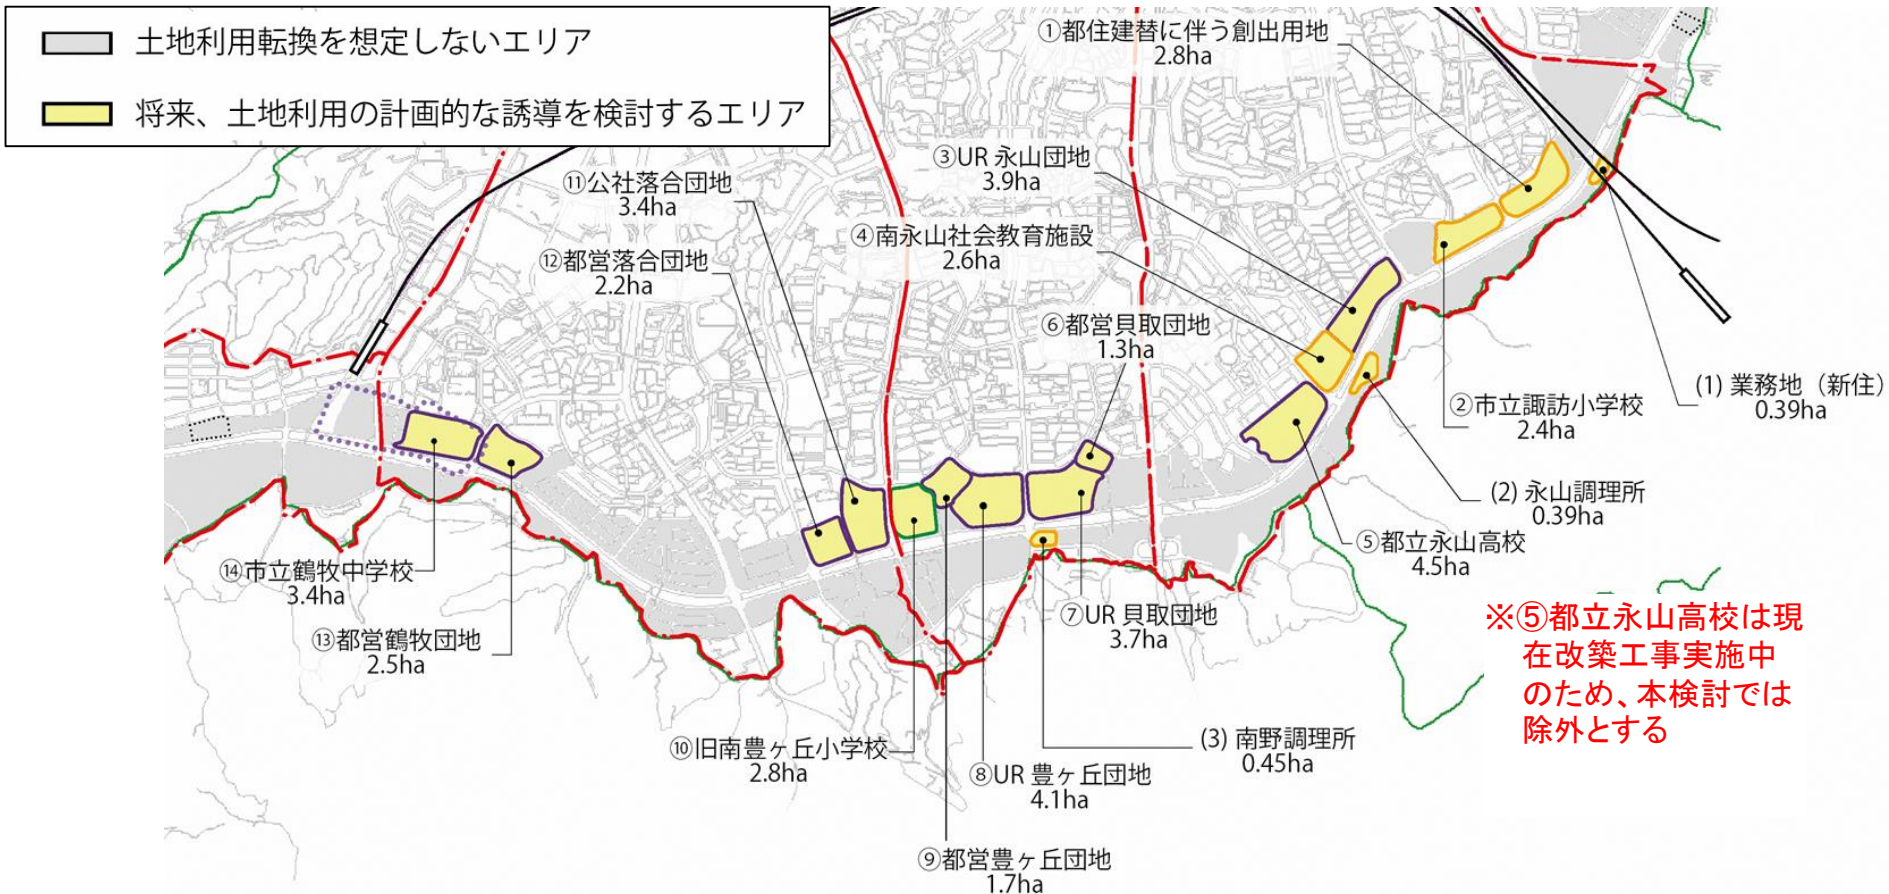 土地利用転換を想定しないエリア
将来、土地利用の計画的な誘導を検討するエリア
①都住建替に伴う創出用地
2.8ha
③UR 永山団地
3.9ha
⑪公社落合団地
3.4ha
④南永山社会教育施設
2.6ha
⑫都営落合団地
2.2ha
⑥都営貝取団地
1.3ha
(1) 業務地（新住）
0.39ha
②市立諏訪小学校
2.4ha
(2) 永山調理所
0.39ha
⑤都立永山高校
4.5ha
⑭市立鶴牧中学校
3.4ha
⑦UR 貝取団地
3.7ha
⑬都営鶴牧団地
2.5ha
※⑤都立永山高校は現
在改築工事実施中
のため、本検討では
除外とする
⑩旧南豊ヶ丘小学校
2.8ha
(3) 南野調理所
0.45ha
⑧UR 豊ヶ丘団地
4.1ha
⑨都営豊ヶ丘団地
1.7ha